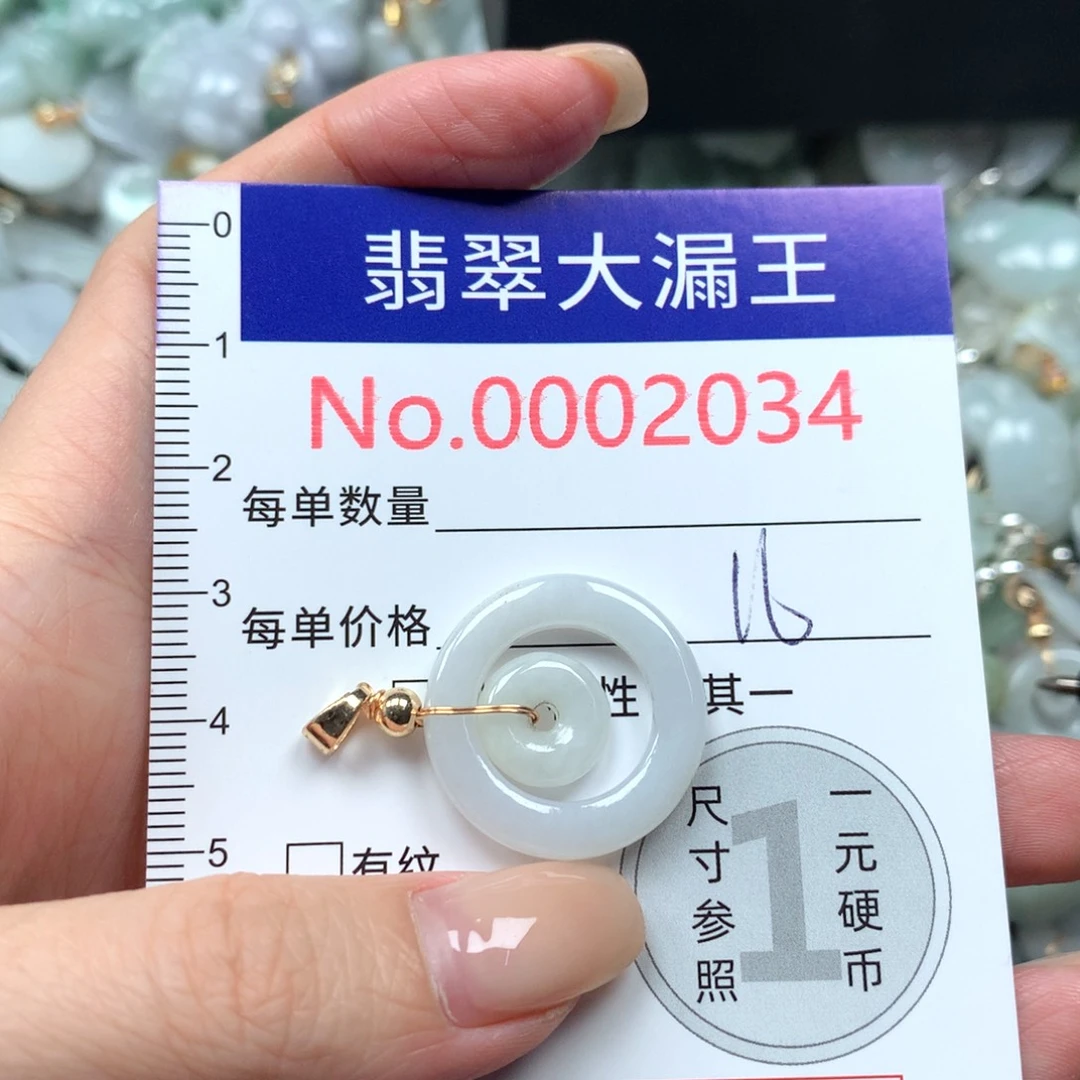 翡翠大漏王
No.0002034
每单数量
每单价格 16
性 其一
有纹
尺寸参照
1
一元硬币
0
1
2
3
4
5